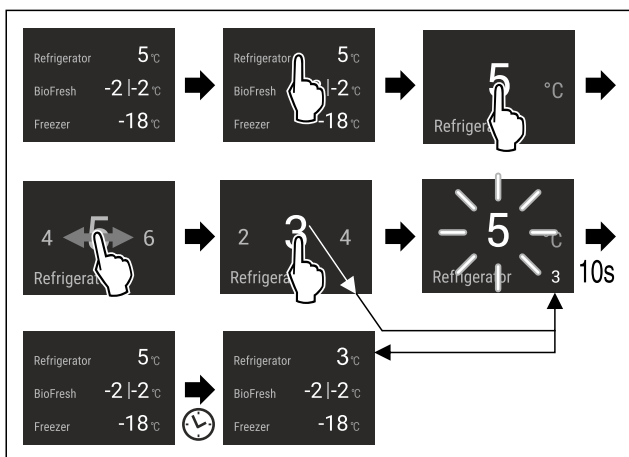 Refrigerator 5 °C
BioFresh -2 |-2 °C
Freezer -18 °C
Refrigerator 5 °C
BioFresh |-2 °C
Freezer -18 °C
5 °C
Refrigera
4 5 6
Refrigerat
2 3 4
Refrigera
5 °C
Refrigerator 3
10s
Refrigerator 5 °C
BioFresh -2 |-2 °C
Freezer -18 °C
Refrigerator 3 °C
BioFresh -2 |-2 °C
Freezer -18 °C